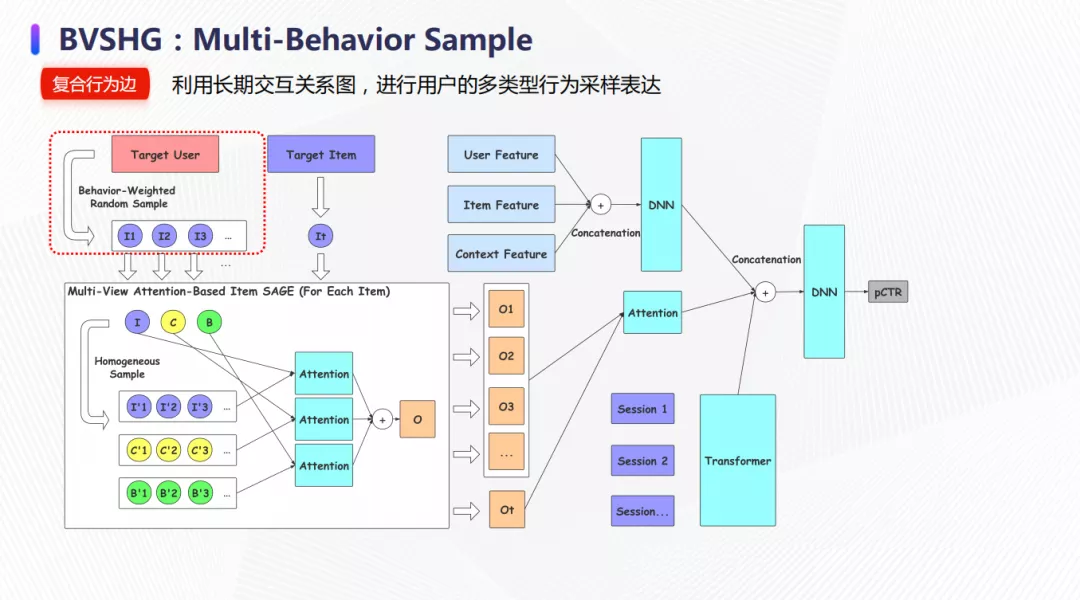 BVSHG：Multi-Behavior Sample
复合行为边
利用长期交互关系图，进行用户的多类型行为采样表达
Target User
Target Item
Behavior-Weighted
Random Sample
I1 I2 I3 ...
It
...
Multi-View Attention-Based Item SAGE (For Each Item)
I C B
Homogeneous
Sample
I'1 I'2 I'3 ...
C'1 C'2 C'3 ...
B'1 B'2 B'3 ...
Attention
Attention
Attention
+
O
O1
O2
O3
...
Ot
User Feature
Item Feature
Context Feature
+
Concatenation
DNN
Attention
Session 1
Session 2
Session...
Transformer
Concatenation
+
DNN
pCTR